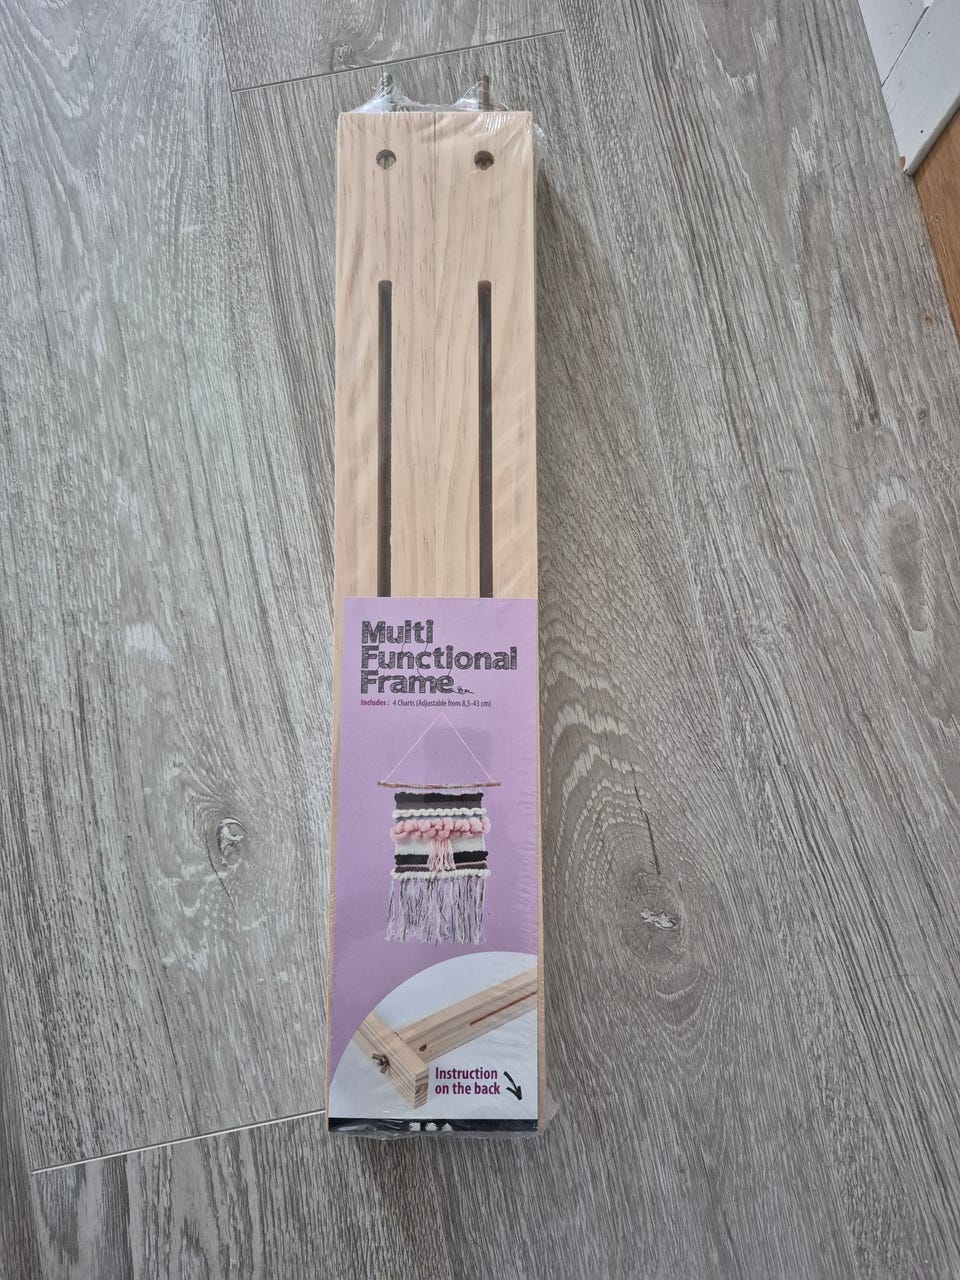 Multi
Functional
Frame
Includes : 4 Charts (Adjustable from 8,5-43 cm)
Instruction
on the back